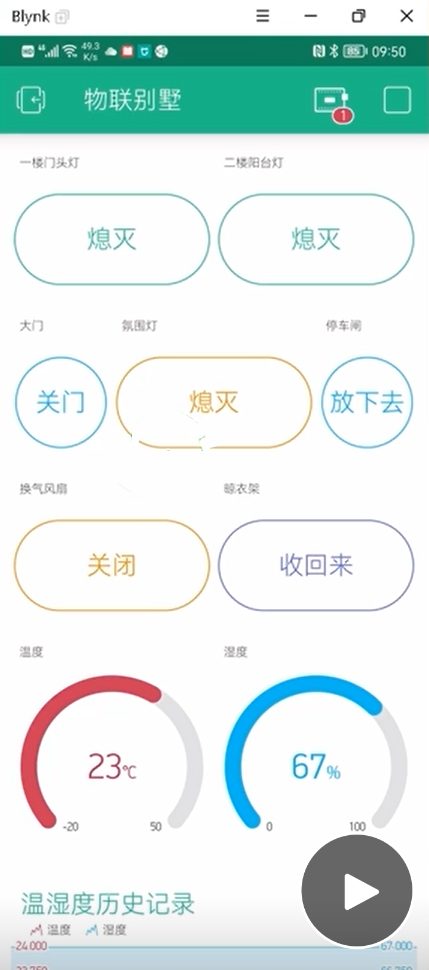 Blynk
HD 4G 49.3 K/s N 85 09:50
物联别墅
1
一楼门头灯 二楼阳台灯
熄灭 熄灭
大门 氛围灯 停车闸
关门 熄灭 放下去
换气风扇 晾衣架
关闭 收回来
温度 湿度
23℃ 67%
-20 50 0 100
温湿度历史记录
温度 湿度
24.000 67.000